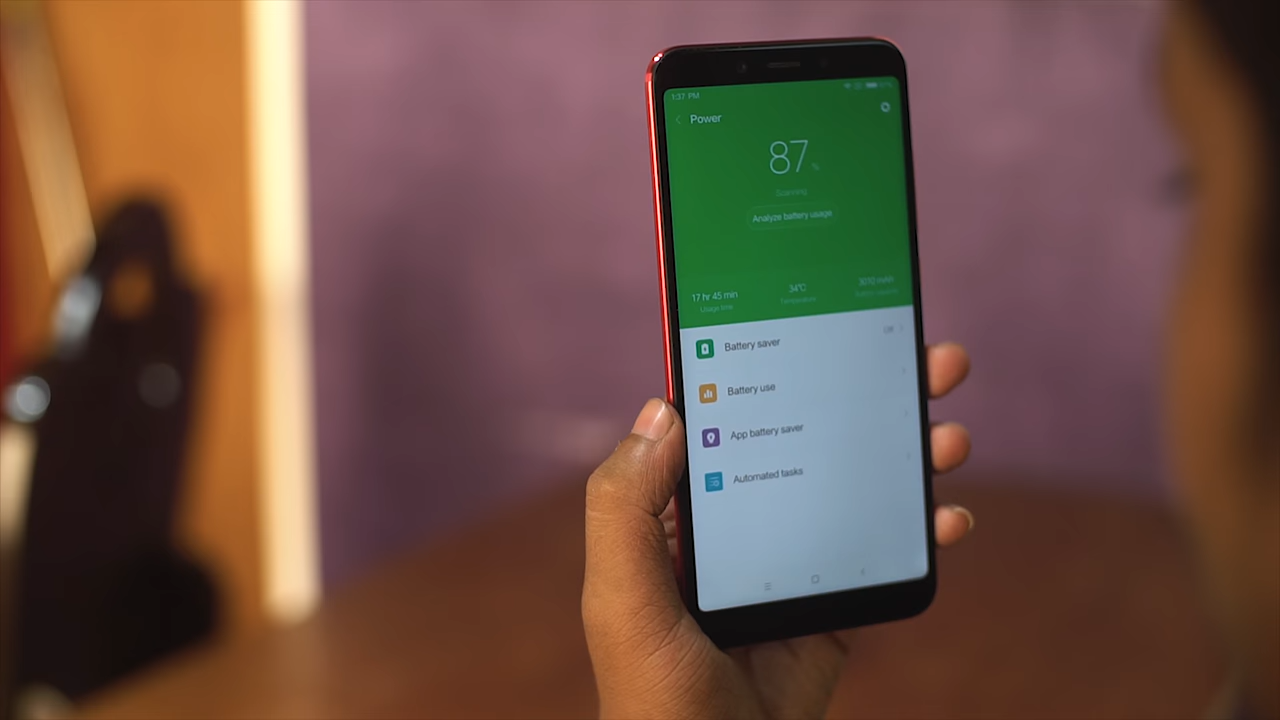 1:37 PM
Power
87 %
Scanning
Analyze battery usage
17 hr 45 min
34°C
3010 mAh
Usage time
Temperature
Battery saver
Off
Battery use
App battery saver
Automated tasks